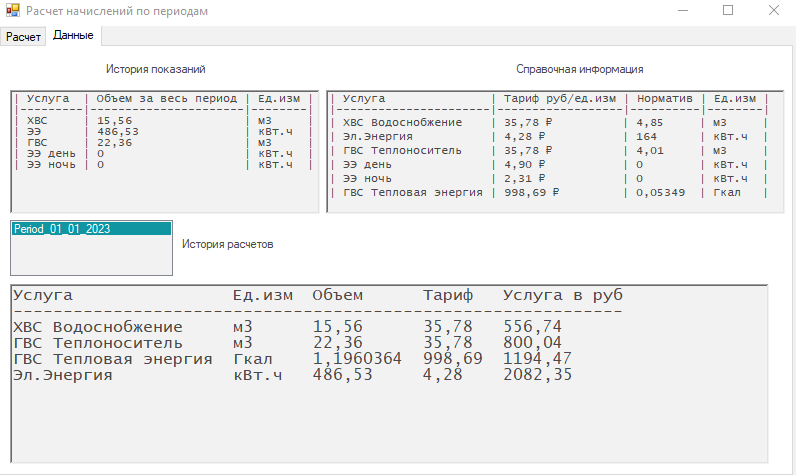 Расчет начислений по периодам
Расчет Данные
История показаний
| Услуга | Объем за весь период | Ед.изм |
|---------|----------------------|--------|
| ХВС | 15,56 | м3 |
| ЭЭ | 486,53 | кВт.ч |
| ГВС | 22,36 | м3 |
| ЭЭ день | 0 | кВт.ч |
| ЭЭ ночь | 0 | кВт.ч |
Справочная информация
| Услуга | Тариф руб/ед.изм | Норматив | Ед.изм |
|---------------------|------------------|----------|--------|
| ХВС Водоснобжение | 35,78 ₽ | 4,85 | м3 |
| Эл.Энергия | 4,28 ₽ | 164 | кВт.ч |
| ГВС Теплоноситель | 35,78 ₽ | 4,01 | м3 |
| ЭЭ день | 4,90 ₽ | 0 | кВт.ч |
| ЭЭ ночь | 2,31 ₽ | 0 | кВт.ч |
| ГВС Тепловая энергия | 998,69 ₽ | 0,05349 | Гкал |
Period_01_01_2023
История расчетов
Услуга Ед.изм Объем Тариф Услуга в руб
-------------------------------------------------------------
ХВС Водоснобжение м3 15,56 35,78 556,74
ГВС Теплоноситель м3 22,36 35,78 800,04
ГВС Тепловая энергия Гкал 1,1960364 998,69 1194,47
Эл.Энергия кВт.ч 486,53 4,28 2082,35